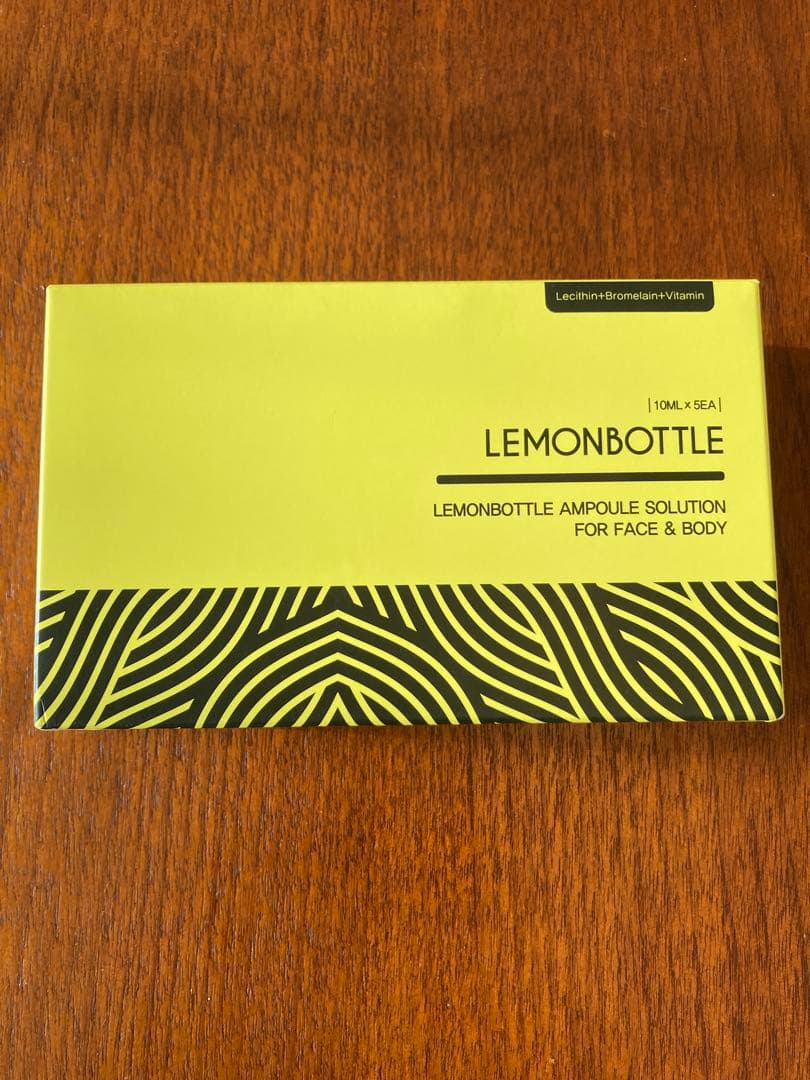 Lecithin+Bromelain+Vitamin
|10ML x 5EA|
LEMONBOTTLE
LEMONBOTTLE AMPOULE SOLUTION
FOR FACE & BODY